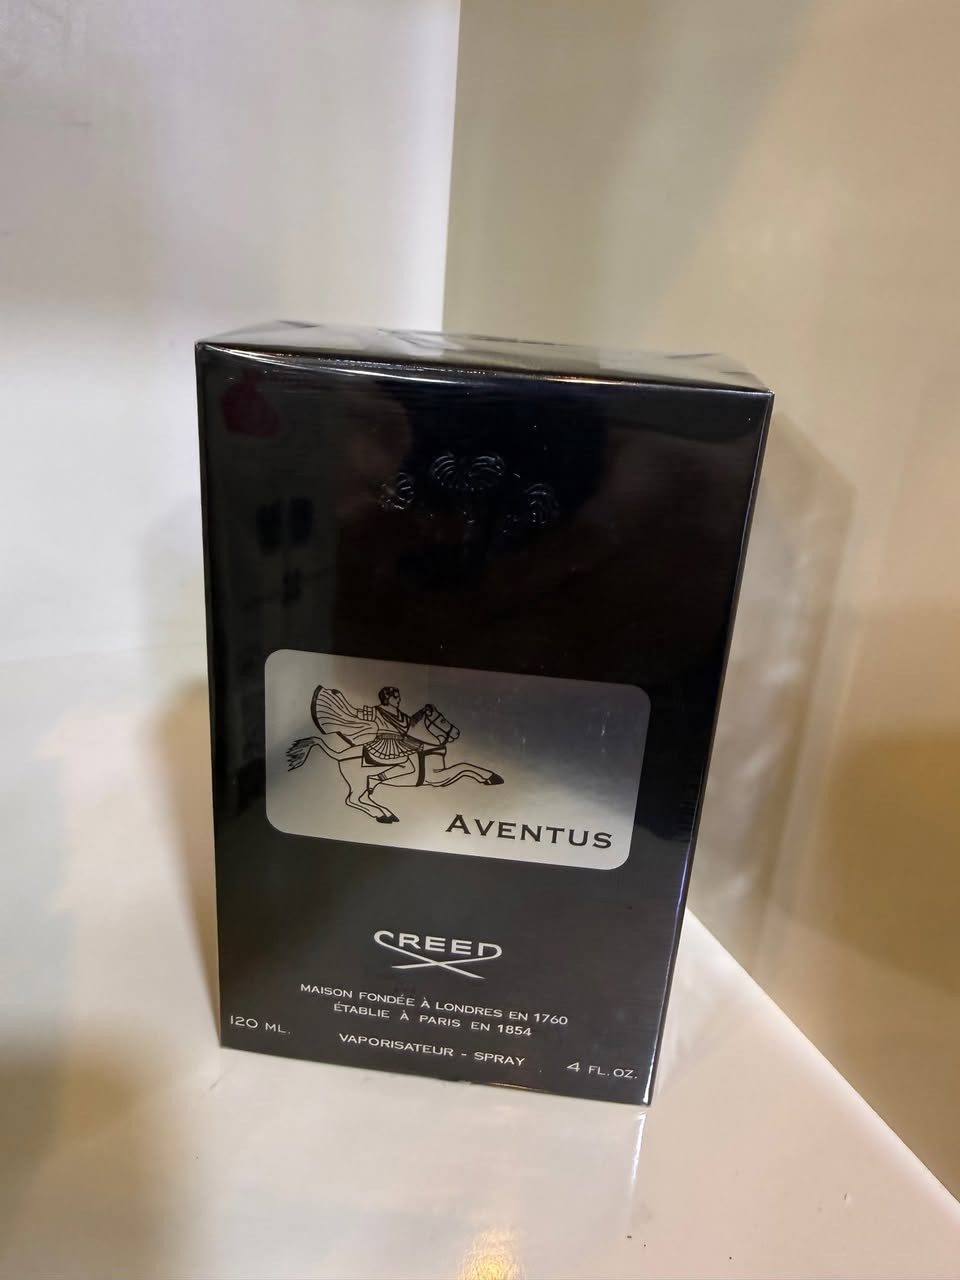 AVENTUS
CREED
MAISON FONDÉE À LONDRES EN 1760
ÉTABLIE À PARIS EN 1854
120 ML.
VAPORISATEUR - SPRAY
4 FL. OZ.